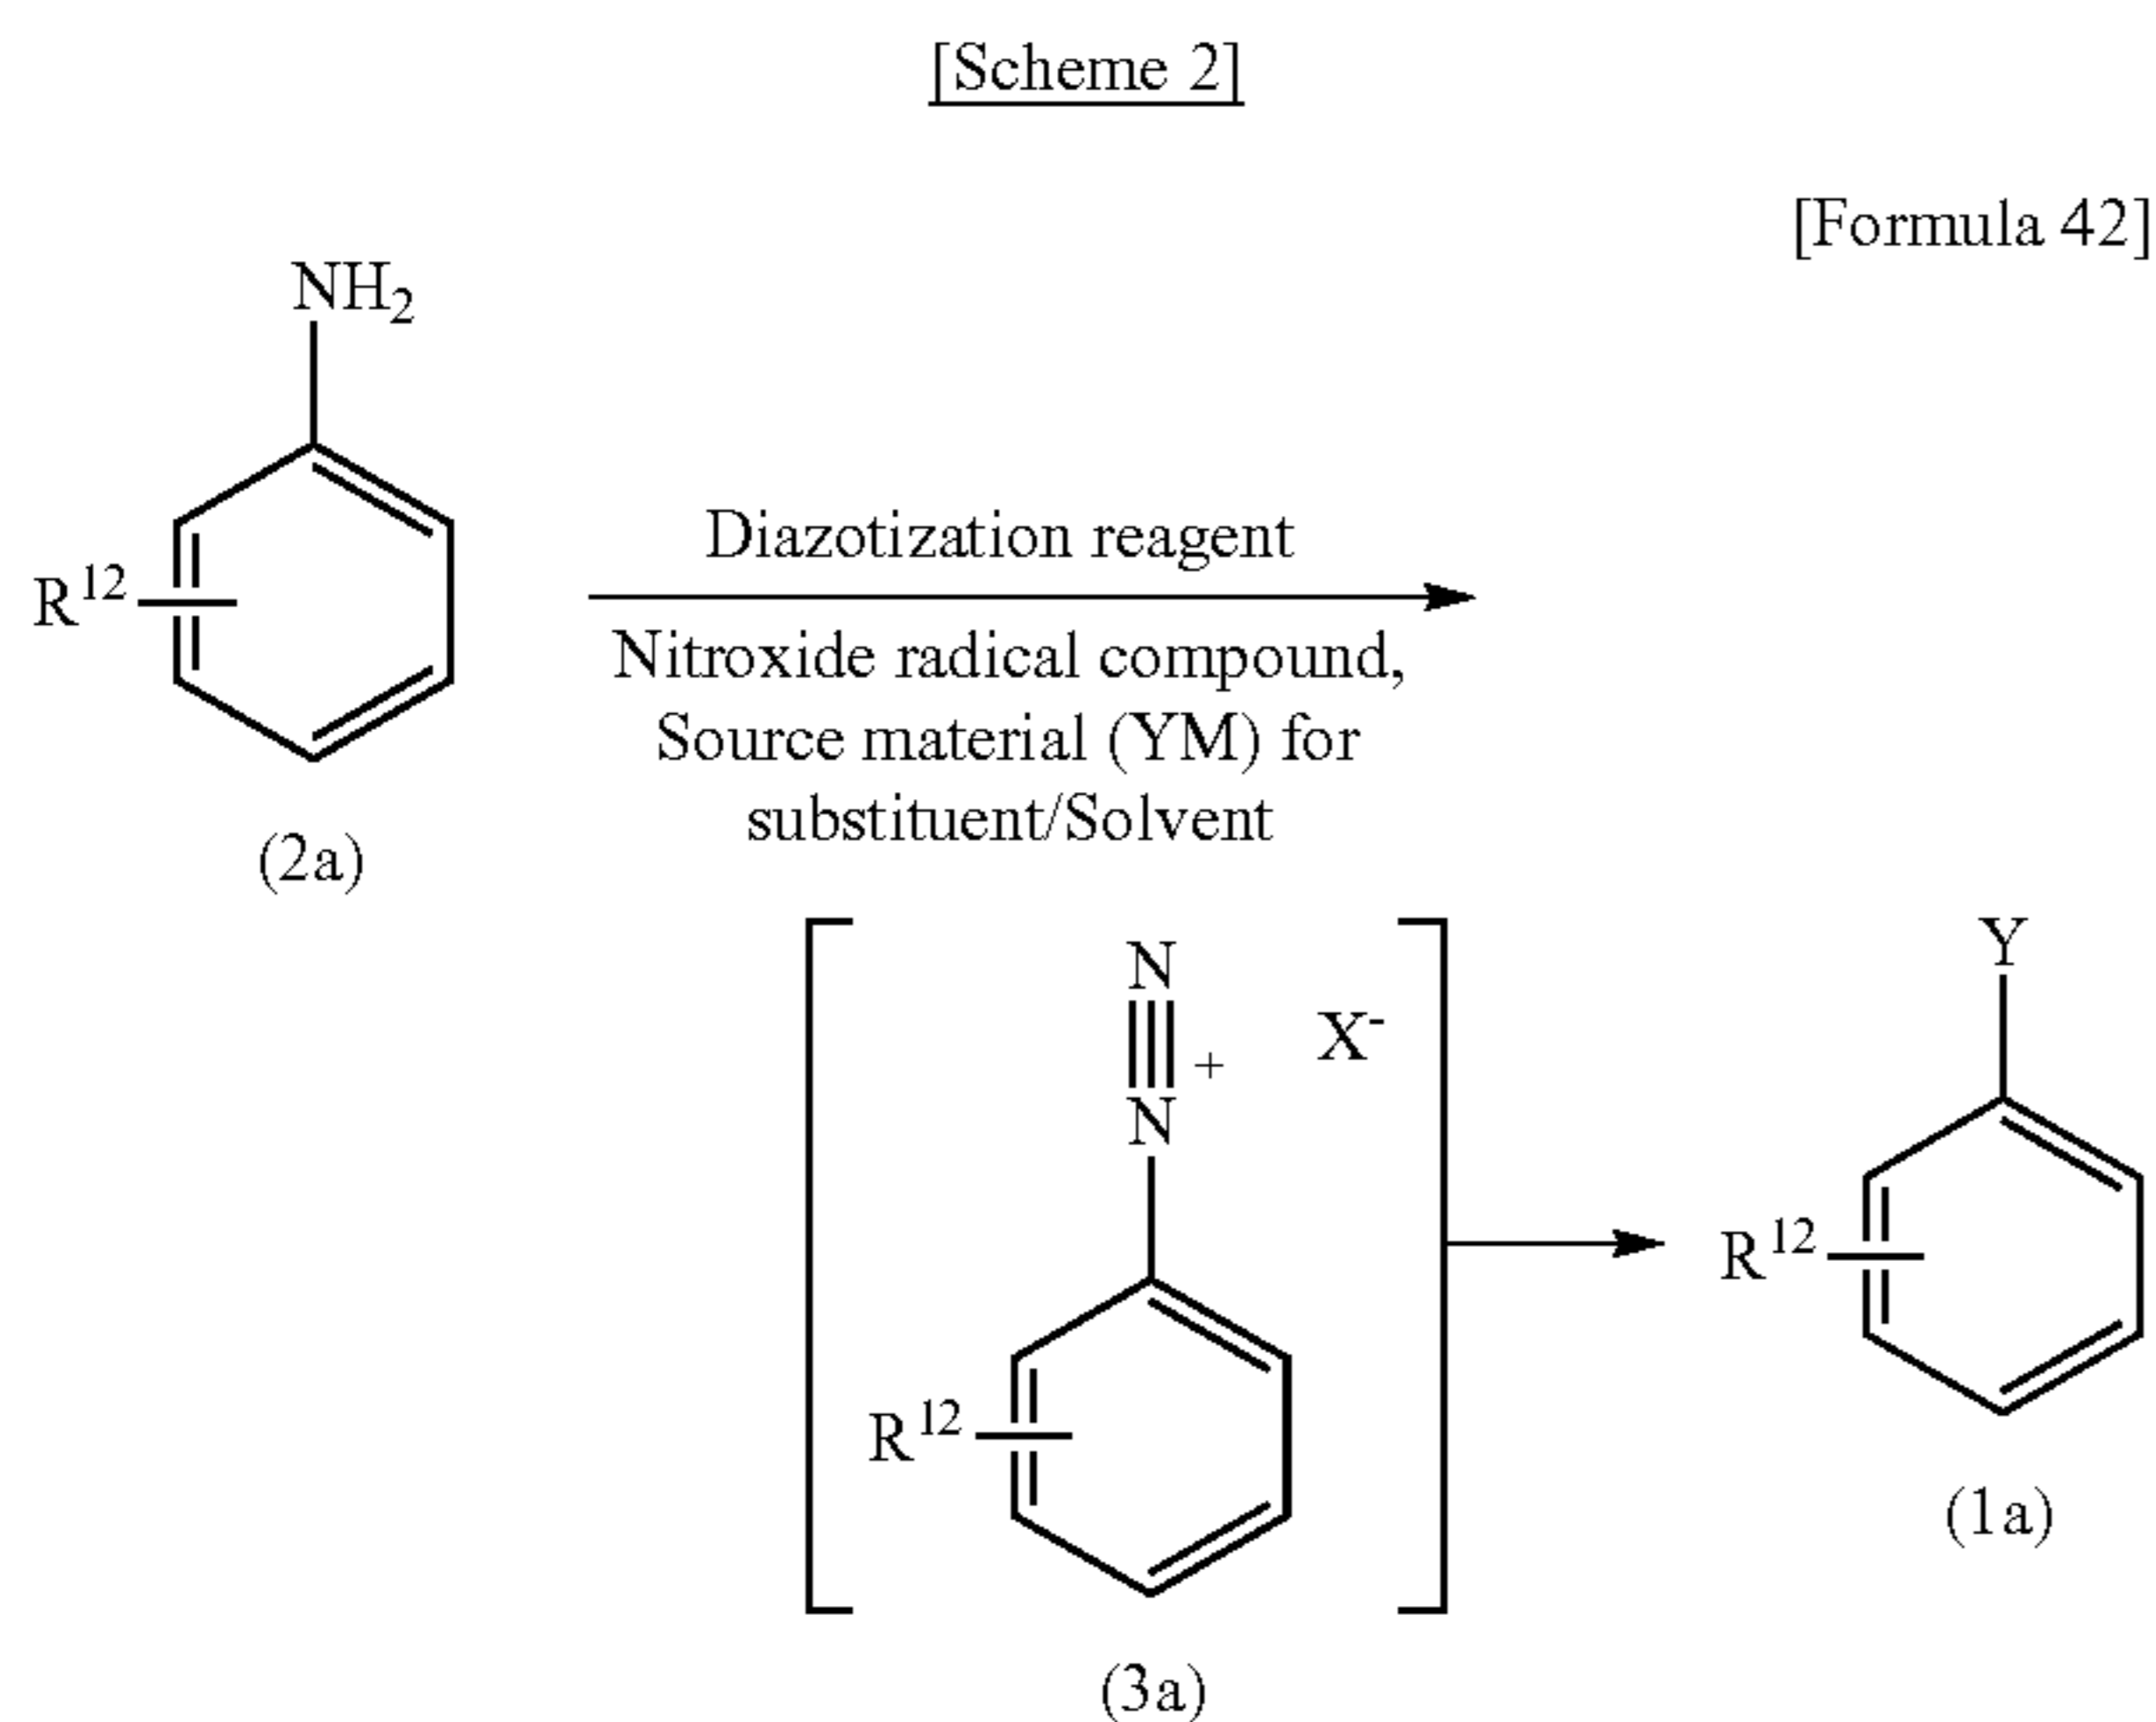 [Scheme 2]
[Formula 42]
NH2
R12
(2a)
Diazotization reagent
Nitroxide radical compound,
Source material (YM) for
substituent/Solvent
N
+
X-
N
R12
(3a)
Y
R12
(1a)